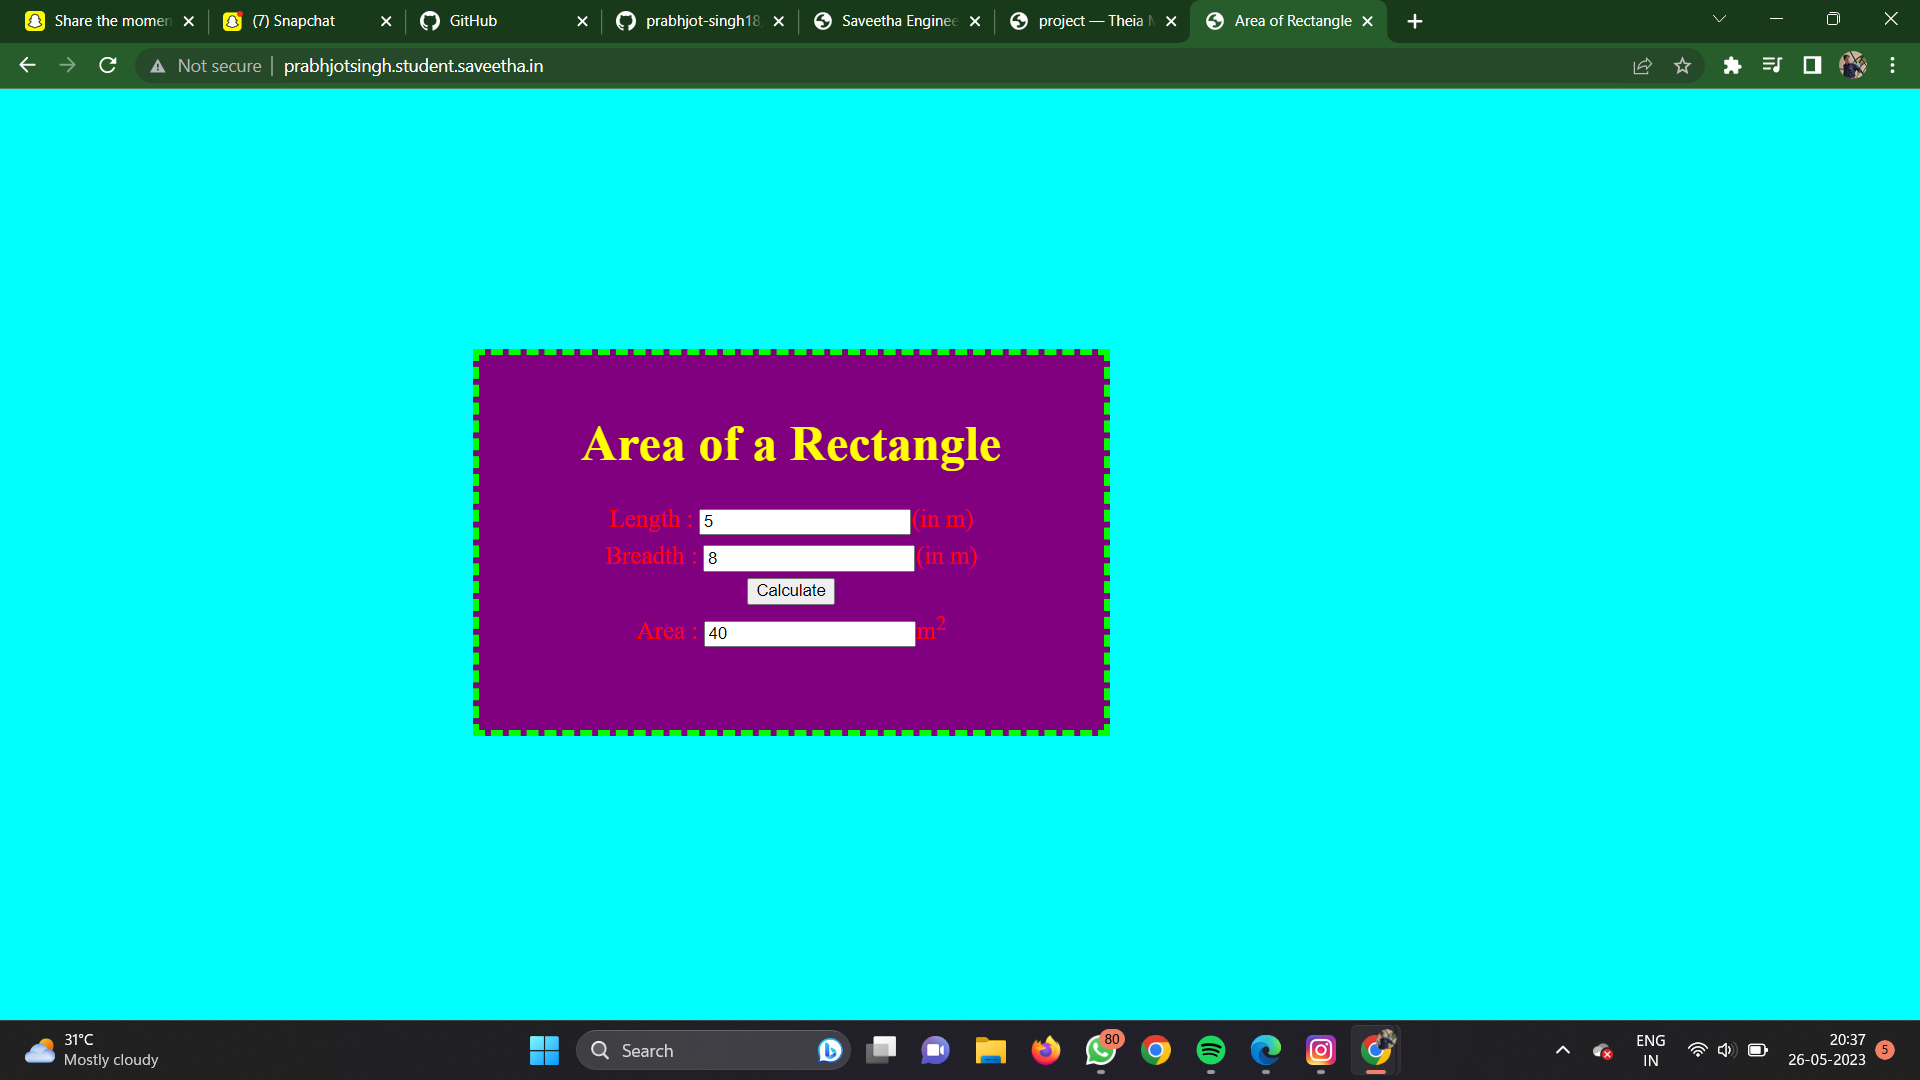 Share the momen
(7) Snapchat
GitHub
prabhjot-singh18
Saveetha Enginee
project — Theia
Area of Rectangle
Not secure
prabhjotsingh.student.saveetha.in
Area of a Rectangle
Length : 5 (in m)
Breadth : 8 (in m)
Calculate
Area : 40 m²
31°C
Mostly cloudy
Search
80
ENG
IN
20:37
26-05-2023
5